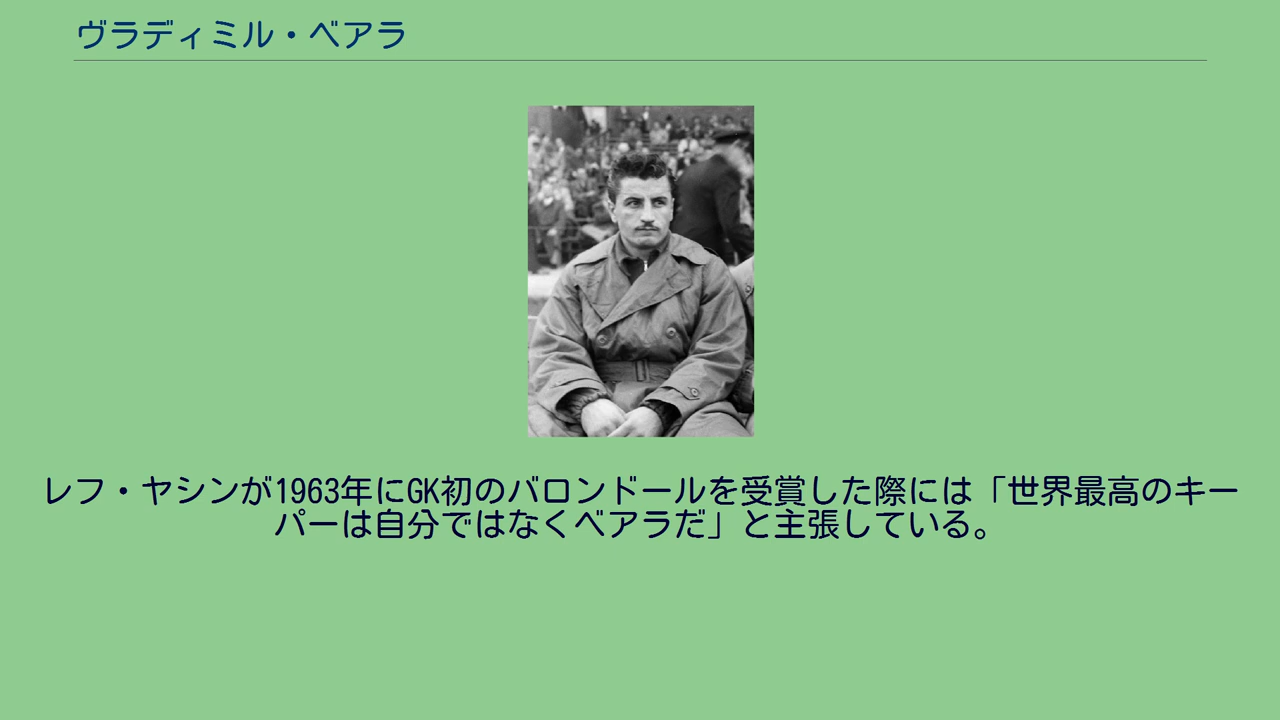 ヴラディミル・ベアラ
レフ・ヤシンが1963年にGK初のバロンドールを受賞した際には「世界最高のキー
パーは自分ではなくベアラだ」と主張している。